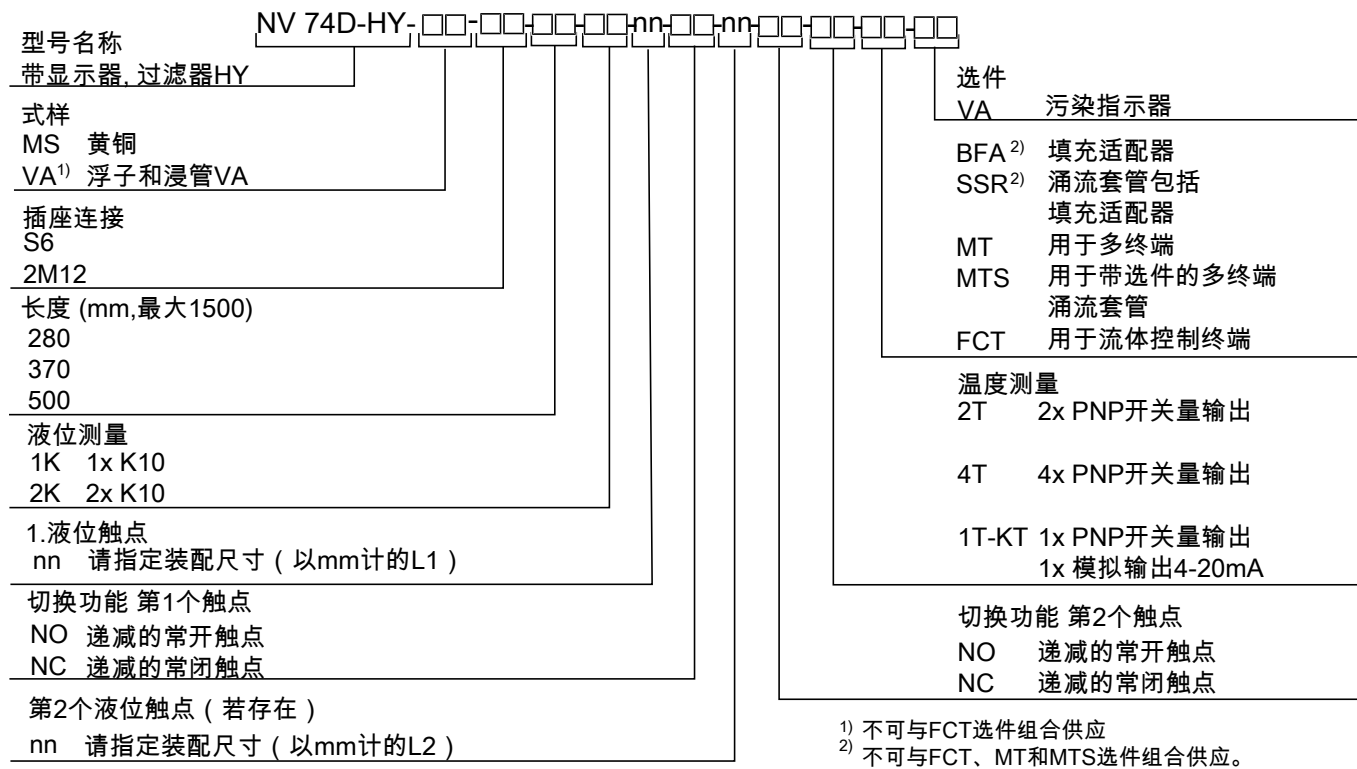 NV 74D-HY-□□-□□-□□-□□-nn-□□-nn-□□-□□-□□-□□
型号名称
带显示器, 过滤器HY
式样
MS 黄铜
VA1) 浮子和浸管VA
插座连接
S6
2M12
长度 (mm,最大1500)
280
370
500
液位测量
1K 1x K10
2K 2x K10
1.液位触点
nn 请指定装配尺寸（以mm计的L1）
切换功能 第1个触点
NO 递减的常开触点
NC 递减的常闭触点
第2个液位触点（若存在）
nn 请指定装配尺寸（以mm计的L2）
选件
VA 污染指示器
BFA2) 填充适配器
SSR2) 涌流套管包括
填充适配器
MT 用于多终端
MTS 用于带选件的多终端
涌流套管
FCT 用于流体控制终端
温度测量
2T 2x PNP开关量输出
4T 4x PNP开关量输出
1T-KT 1x PNP开关量输出
1x 模拟输出4-20mA
切换功能 第2个触点
NO 递减的常开触点
NC 递减的常闭触点
1) 不可与FCT选件组合供应
2) 不可与FCT、MT和MTS选件组合供应。